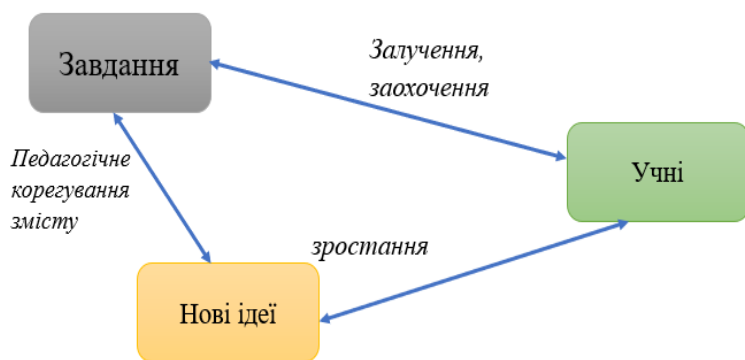 Завдання
Залучення,
заохочення
Учні
Педагогічне
корегування
змісту
зростання
Нові ідеї